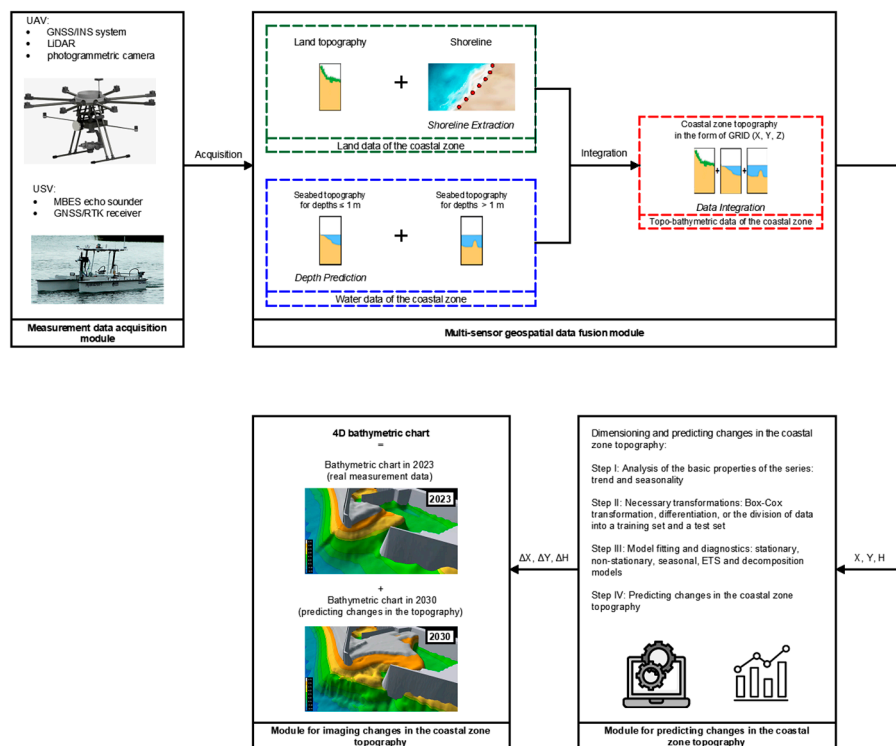 UAV:
• GNSS/INS system
• LiDAR
• photogrammetric camera
USV:
• MBES echo sounder
• GNSS/RTK receiver
Measurement data acquisition
module
Acquisition
Land topography
+
Shoreline
Shoreline Extraction
Land data of the coastal zone
Seabed topography
for depths ≤ 1 m
+
Seabed topography
for depths > 1 m
Depth Prediction
Water data of the coastal zone
Integration
Coastal zone topography
in the form of GRID (X, Y, Z)
+ +
Data Integration
Topo-bathymetric data of the coastal zone
Multi-sensor geospatial data fusion module
4D bathymetric chart
=
Bathymetric chart in 2023
(real measurement data)
2023
+
Bathymetric chart in 2030
(predicting changes in the topography)
2030
Module for imaging changes in the coastal zone
topography
ΔX, ΔY, ΔH
Dimensioning and predicting changes in the coastal
zone topography:
Step I: Analysis of the basic properties of the series:
trend and seasonality
Step II: Necessary transformations: Box-Cox
transformation, differentiation, or the division of data
into a training set and a test set
Step III: Model fitting and diagnostics: stationary,
non-stationary, seasonal, ETS and decomposition
models
Step IV: Predicting changes in the coastal zone
topography
Module for predicting changes in the coastal
zone topography
X, Y, H